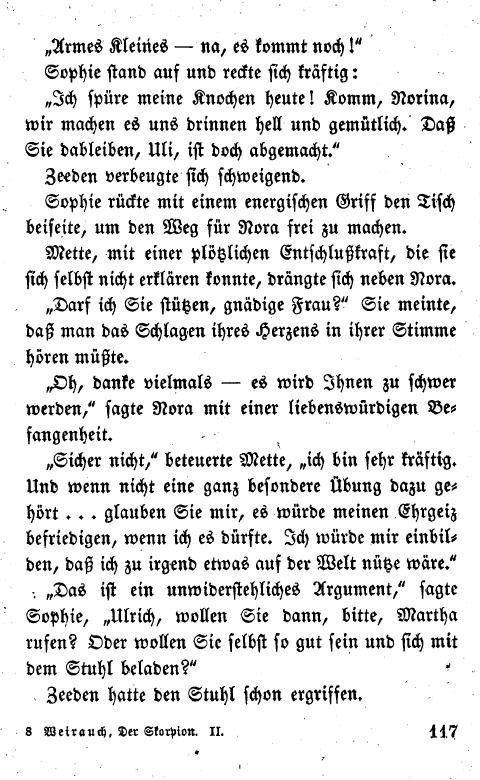 „Armes Kleines — na, es kommt noch!“
Sophie stand auf und reckte sich kräftig:
„Ich spüre meine Knochen heute! Komm, Norina,
wir machen es uns drinnen hell und gemütlich. Daß
Sie dableiben, Uli, ist doch abgemacht.“
Zeeden verbeugte sich schweigend.
Sophie rückte mit einem energischen Griff den Tisch
beiseite, um den Weg für Nora frei zu machen.
Mette, mit einer plötzlichen Entschlußkraft, die sie
sich selbst nicht erklären konnte, drängte sich neben Nora.
„Darf ich Sie stützen, gnädige Frau?“ Sie meinte,
daß man das Schlagen ihres Herzens in ihrer Stimme
hören müßte.
„Oh, danke vielmals — es wird Ihnen zu schwer
werden,“ sagte Nora mit einer liebenswürdigen Be-
fangenheit.
„Sicher nicht,“ beteuerte Mette, „ich bin sehr kräftig.
Und wenn nicht eine ganz besondere Übung dazu ge-
hört . . . glauben Sie mir, es würde meinen Ehrgeiz
befriedigen, wenn ich es dürfte. Ich würde mir einbil-
den, daß ich zu irgend etwas auf der Welt nütze wäre.“
„Das ist ein unwiderstehliches Argument,“ sagte
Sophie, „Ulrich, wollen Sie dann, bitte, Martha
rufen? Oder wollen Sie selbst so gut sein und sich mit
dem Stuhl beladen?“
Zeeden hatte den Stuhl schon ergriffen.
8 Weirauch, Der Skorpion. II. 117